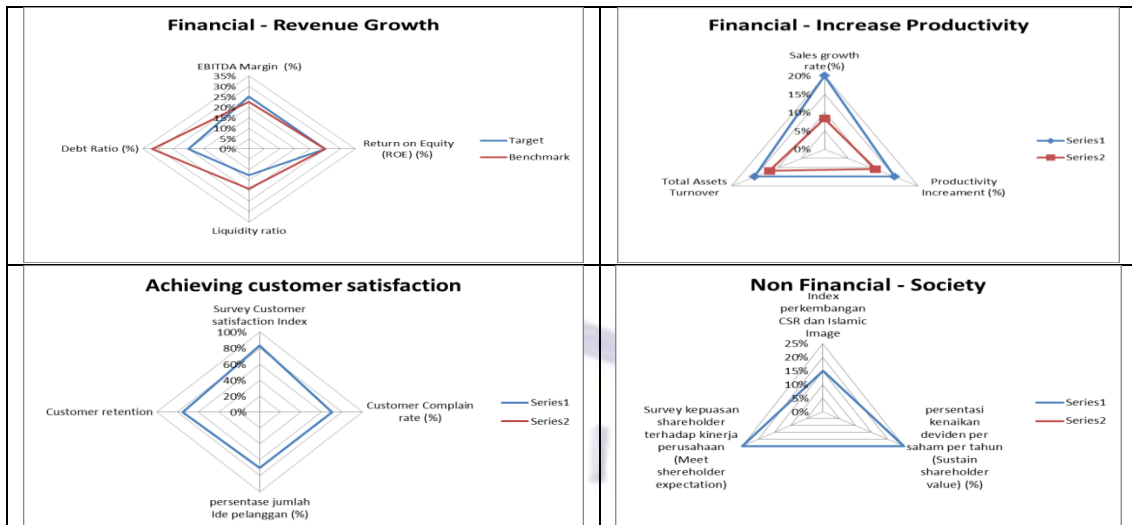 Financial - Revenue Growth
EBITDA Margin (%)
35%
30%
25%
20%
15%
10%
5%
0%
Debt Ratio (%)
Return on Equity
(ROE) (%)
Liquidity ratio
Target
Benchmark
Financial - Increase Productivity
Sales growth
rate(%)
20%
15%
10%
5%
0%
Total Assets
Turnover
Productivity
Increament (%)
Series1
Series2
Achieving customer satisfaction
Survey Customer
satisfaction Index
100%
80%
60%
40%
20%
0%
Customer retention
Customer Complain
rate (%)
persentase jumlah
Ide pelanggan (%)
Series1
Series2
Non Financial - Society
Index
perkembangan
CSR dan Islamic
Image
25%
20%
15%
10%
5%
0%
Survey kepuasan
shareholder
terhadap kinerja
perusahaan
(Meet
shereholder
expectation)
persentasi
kenaikan
deviden per
saham per tahun
(Sustain
shareholder
value) (%)
Series1
Series2